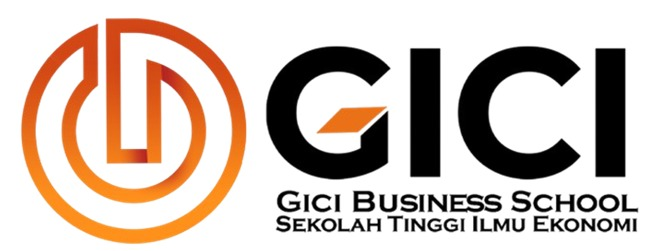 GICI
GICI BUSINESS SCHOOL
SEKOLAH TINGGI ILMU EKONOMI